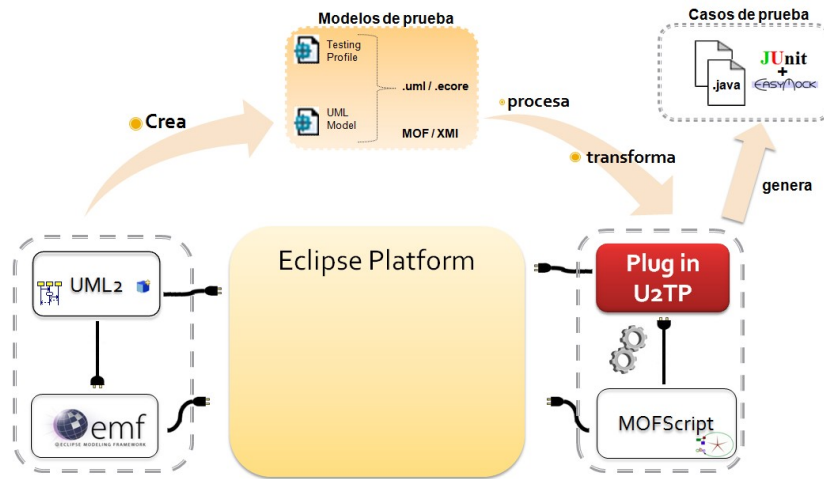 Modelos de prueba
Testing
Profile
.uml / .ecore
UML
Model
MOF / XMI
Casos de prueba
.java
JUnit
+
EASYMOCK
Crea
procesa
transforma
genera
UML2
Eclipse Platform
Plug in
U2TP
emf
ECLIPSE MODELING FRAMEWORK
MOFScript